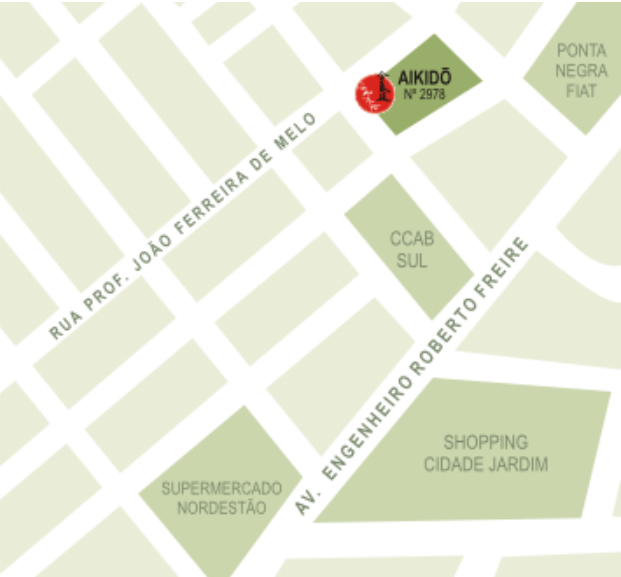 PONTA
NEGRA
FIAT
AIKIDŌ
Nº 2978
RUA PROF. JOÃO FERREIRA DE MELO
CCAB
SUL
AV. ENGENHEIRO ROBERTO FREIRE
SHOPPING
CIDADE JARDIM
SUPERMERCADO
NORDESTÃO